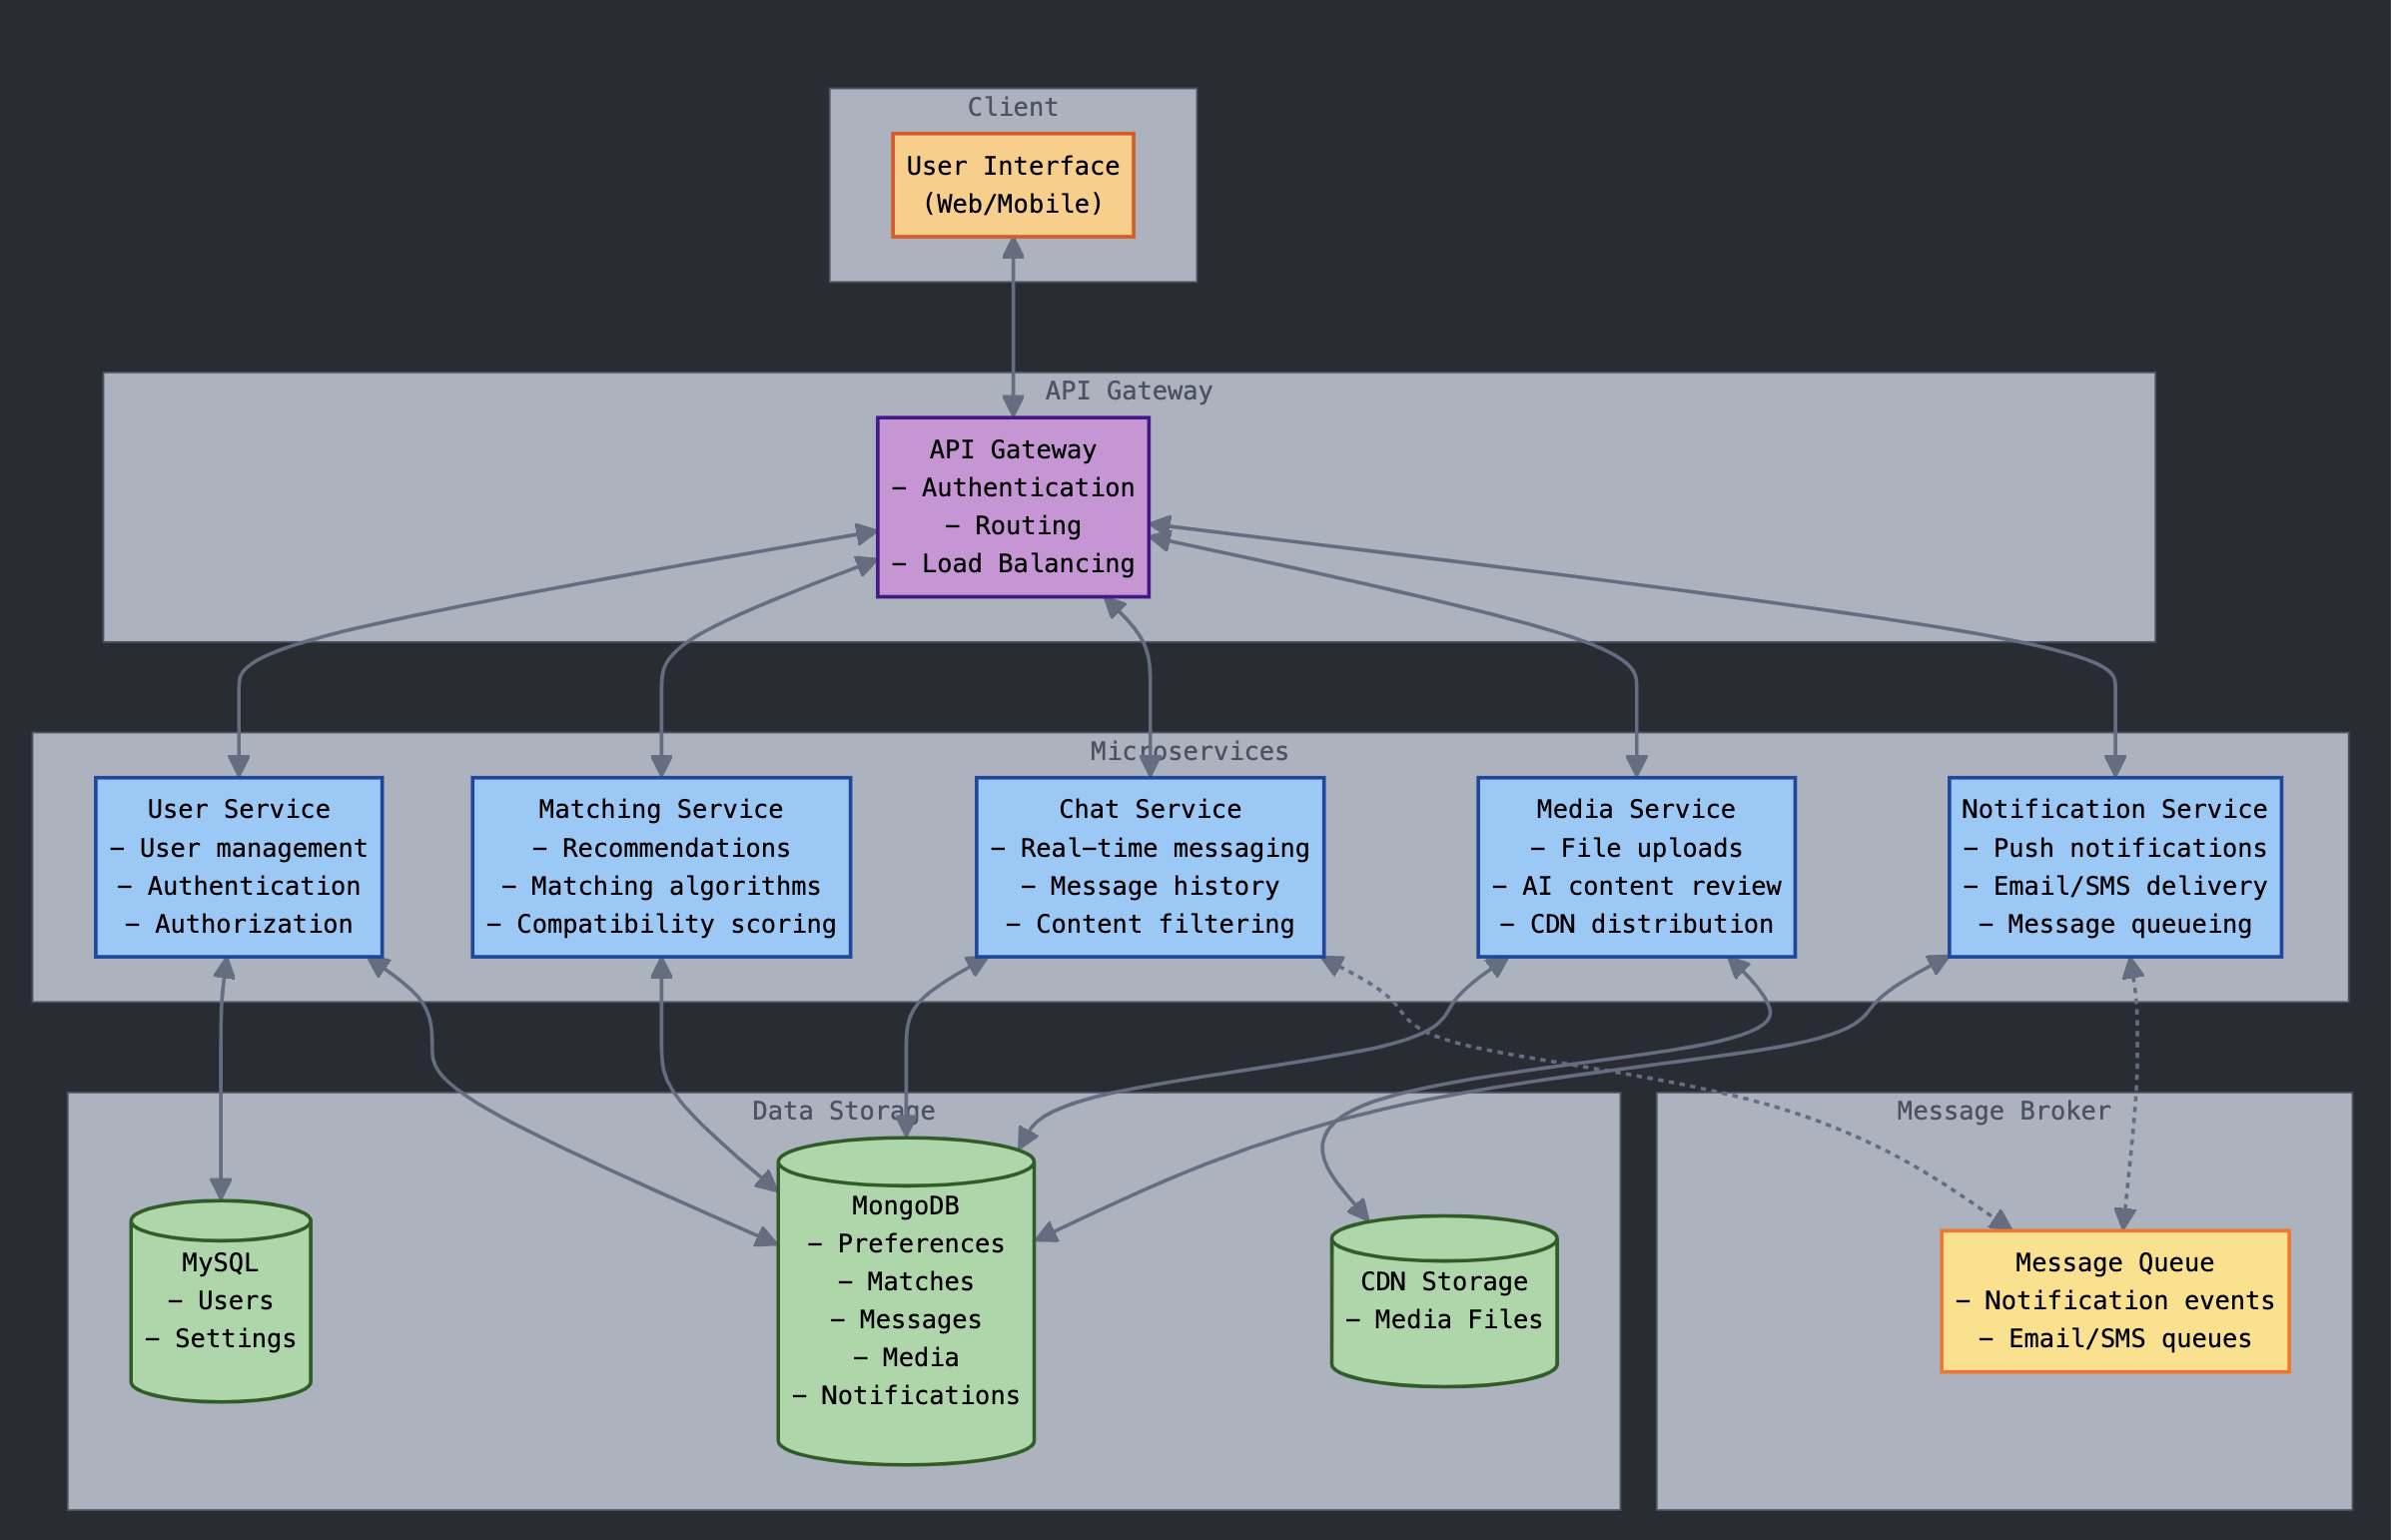 Client
User Interface
(Web/Mobile)
API Gateway
API Gateway
- Authentication
- Routing
- Load Balancing
Microservices
User Service
- User management
- Authentication
- Authorization
Matching Service
- Recommendations
- Matching algorithms
- Compatibility scoring
Chat Service
- Real-time messaging
- Message history
- Content filtering
Media Service
- File uploads
- AI content review
- CDN distribution
Notification Service
- Push notifications
- Email/SMS delivery
- Message queueing
Data Storage
MySQL
- Users
- Settings
MongoDB
- Preferences
- Matches
- Messages
- Media
- Notifications
CDN Storage
- Media Files
Message Broker
Message Queue
- Notification events
- Email/SMS queues